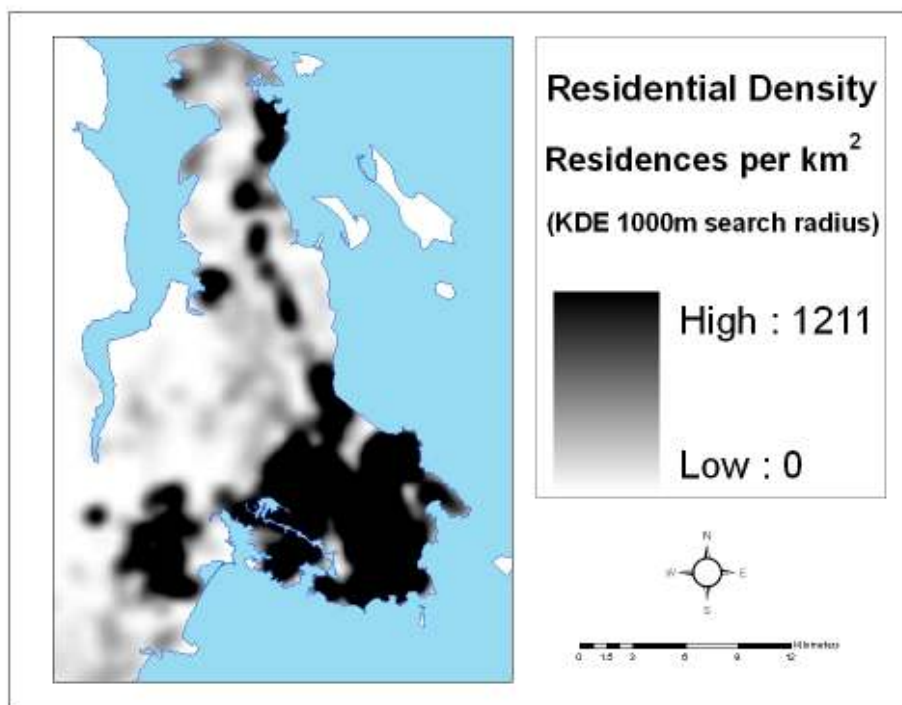 Residential Density
Residences per km²
(KDE 1000m search radius)
High : 1211
Low : 0
N
W E
S
Kilometers
0 1.5 3 6 9 12